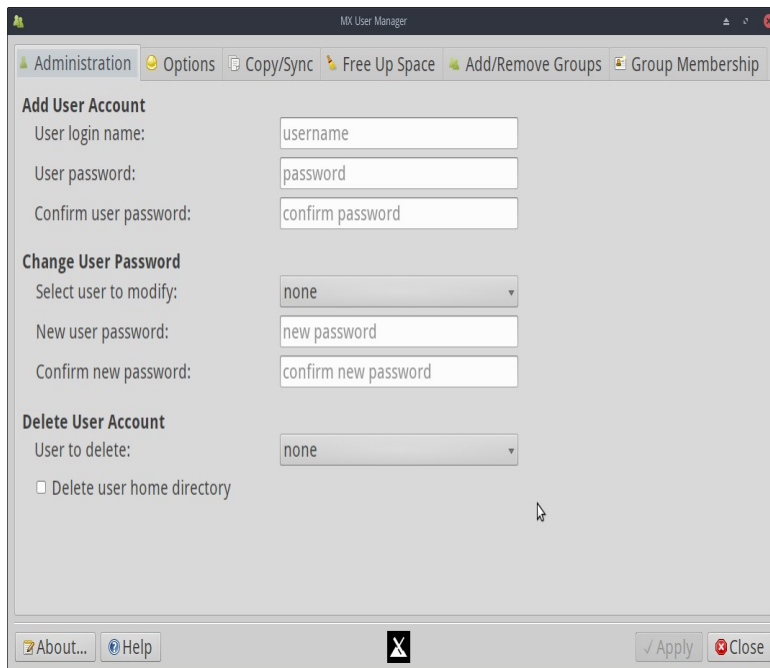 MX User Manager
Administration Options Copy/Sync Free Up Space Add/Remove Groups Group Membership
Add User Account
User login name: username
User password: password
Confirm user password: confirm password
Change User Password
Select user to modify: none
New user password: new password
Confirm new password: confirm new password
Delete User Account
User to delete: none
Delete user home directory
About... Help Apply Close